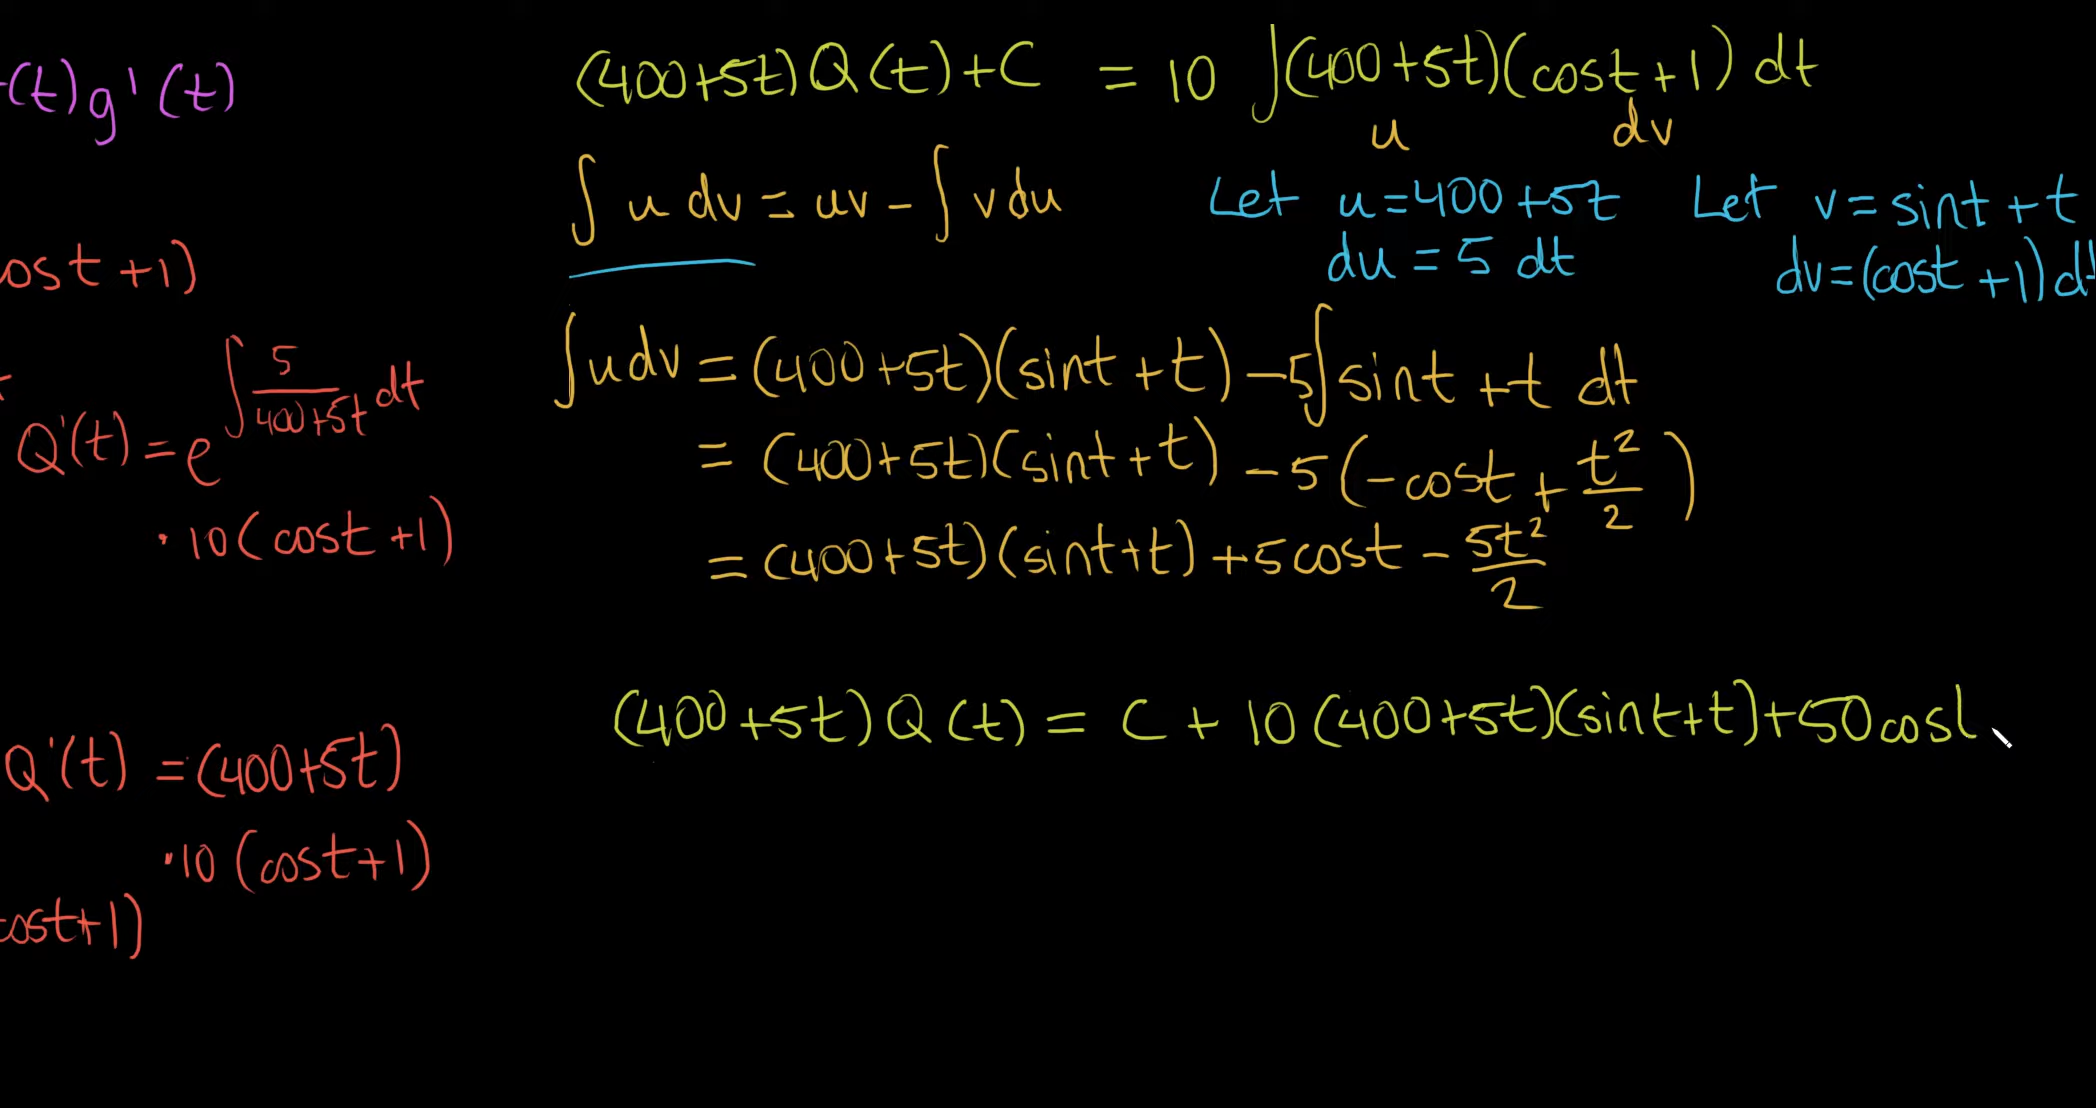 (t)g'(t)
ost+1)
Q'(t) = e^{∫ 5/(400+5t) dt}
· 10(cost+1)
Q'(t) = (400+5t)
· 10(cost+1)
cost+1)
(400+5t)Q(t)+C = 10 ∫(400+5t)(cost+1) dt
u dv
∫ u dv = uv - ∫ v du
Let u = 400+5t Let v = sint+t
du = 5 dt dv = (cost+1) dt
∫ u dv = (400+5t)(sint+t) - 5∫ sint+t dt
= (400+5t)(sint+t) - 5(-cost + t²/2)
= (400+5t)(sint+t) + 5cost - 5t²/2
(400+5t)Q(t) = C + 10(400+5t)(sint+t) + 50cos